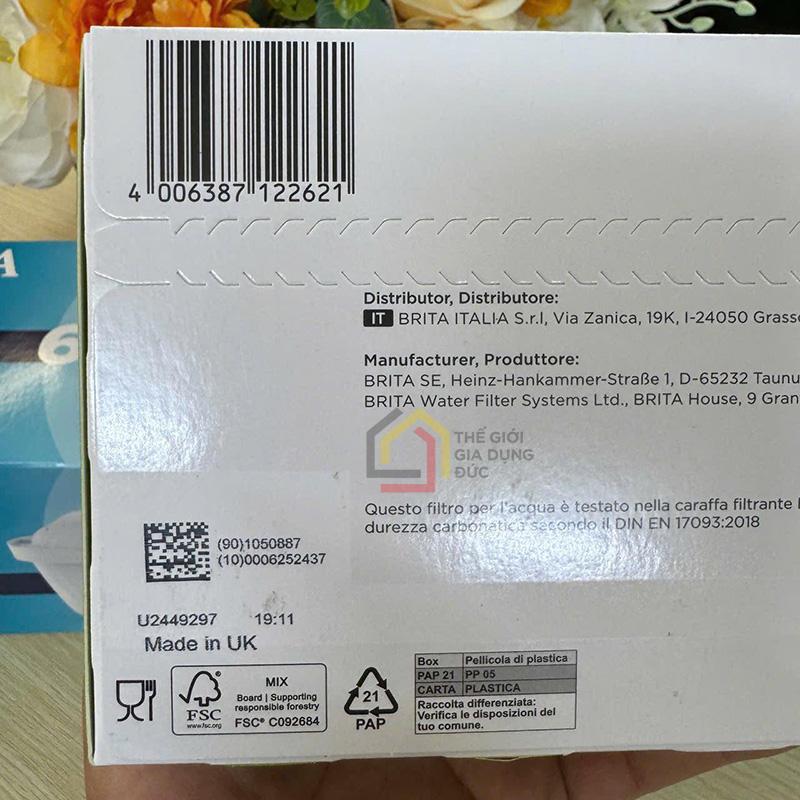 4 006387 122621
A
6
Distributor, Distributore:
IT BRITA ITALIA S.r.l, Via Zanica, 19K, I-24050 Grasso
Manufacturer, Produttore:
BRITA SE, Heinz-Hankammer-Straße 1, D-65232 Taunu
BRITA Water Filter Systems Ltd., BRITA House, 9 Gran
THẾ GIỚI
GIA DỤNG
ĐỨC
Questo filtro per l'acqua è testato nella caraffa filtrante
durezza carbonatica secondo il DIN EN 17093:2018
(90)1050887
(10)0006252437
U2449297 19:11
Made in UK
FSC
www.fsc.org
MIX
Board | Supporting
responsible forestry
FSC® C092684
21
PAP
Box Pellicola di plastica
PAP 21 PP 05
CARTA PLASTICA
Raccolta differenziata:
Verifica le disposizioni del
tuo comune.